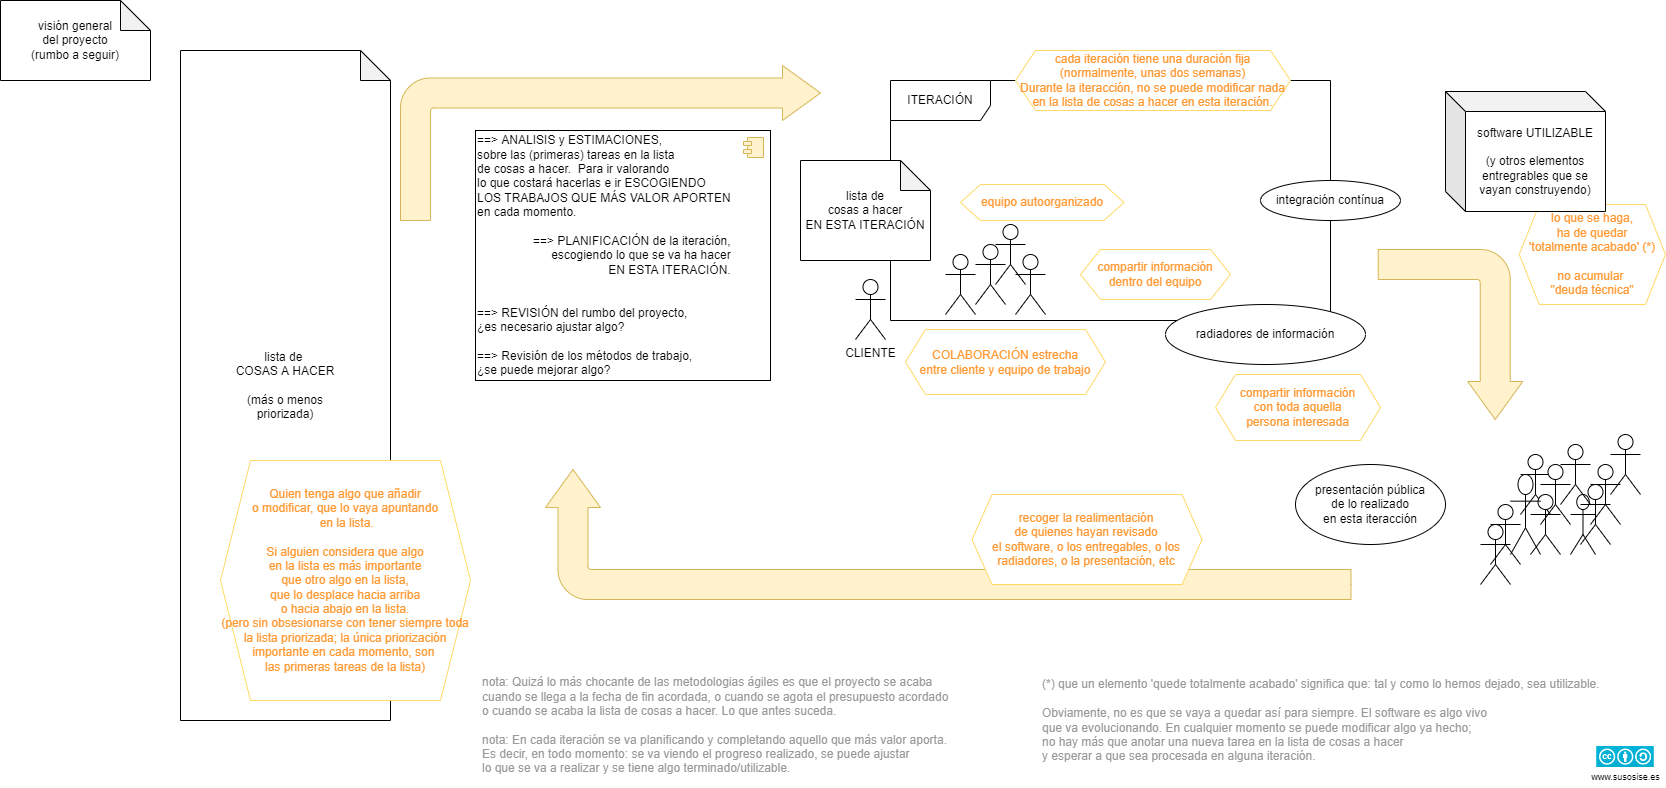 visión general
del proyecto
(rumbo a seguir)
lista de
COSAS A HACER
(más o menos
priorizada)
Quien tenga algo que añadir
o modificar, que lo vaya apuntando
en la lista.
Si alguien considera que algo
en la lista es más importante
que otro algo en la lista,
que lo desplace hacia arriba
o hacia abajo en la lista.
(pero sin obsesionarse con tener siempre toda
la lista priorizada; la única priorización
importante en cada momento, son
las primeras tareas de la lista)
==> ANALISIS y ESTIMACIONES,
sobre las (primeras) tareas en la lista
de cosas a hacer. Para ir valorando
lo que costará hacerlas e ir ESCOGIENDO
LOS TRABAJOS QUE MÁS VALOR APORTEN
en cada momento.
==> PLANIFICACIÓN de la iteración,
escogiendo lo que se va ha hacer
EN ESTA ITERACIÓN.
==> REVISIÓN del rumbo del proyecto,
¿es necesario ajustar algo?
==> Revisión de los métodos de trabajo,
¿se puede mejorar algo?
ITERACIÓN
cada iteración tiene una duración fija
(normalmente, unas dos semanas)
Durante la iteracción, no se puede modificar nada
en la lista de cosas a hacer en esta iteración.
lista de
cosas a hacer
EN ESTA ITERACIÓN
equipo autoorganizado
compartir información
dentro del equipo
CLIENTE
COLABORACIÓN estrecha
entre cliente y equipo de trabajo
integración contínua
radiadores de información
compartir información
con toda aquella
persona interesada
software UTILIZABLE
(y otros elementos
entregrables que se
vayan construyendo)
lo que se haga,
ha de quedar
'totalmente acabado' (*)
no acumular
"deuda técnica"
presentación pública
de lo realizado
en esta iteracción
recoger la realimentación
de quienes hayan revisado
el software, o los entregables, o los
radiadores, o la presentación, etc
nota: Quizá lo más chocante de las metodologias ágiles es que el proyecto se acaba
cuando se llega a la fecha de fin acordada, o cuando se agota el presupuesto acordado
o cuando se acaba la lista de cosas a hacer. Lo que antes suceda.
nota: En cada iteración se va planificando y completando aquello que más valor aporta.
Es decir, en todo momento: se va viendo el progreso realizado, se puede ajustar
lo que se va a realizar y se tiene algo terminado/utilizable.
(*) que un elemento 'quede totalmente acabado' significa que: tal y como lo hemos dejado, sea utilizable.
Obviamente, no es que se vaya a quedar así para siempre. El software es algo vivo
que va evolucionando. En cualquier momento se puede modificar algo ya hecho;
no hay más que anotar una nueva tarea en la lista de cosas a hacer
y esperar a que sea procesada en alguna iteración.
cc
www.susosise.es